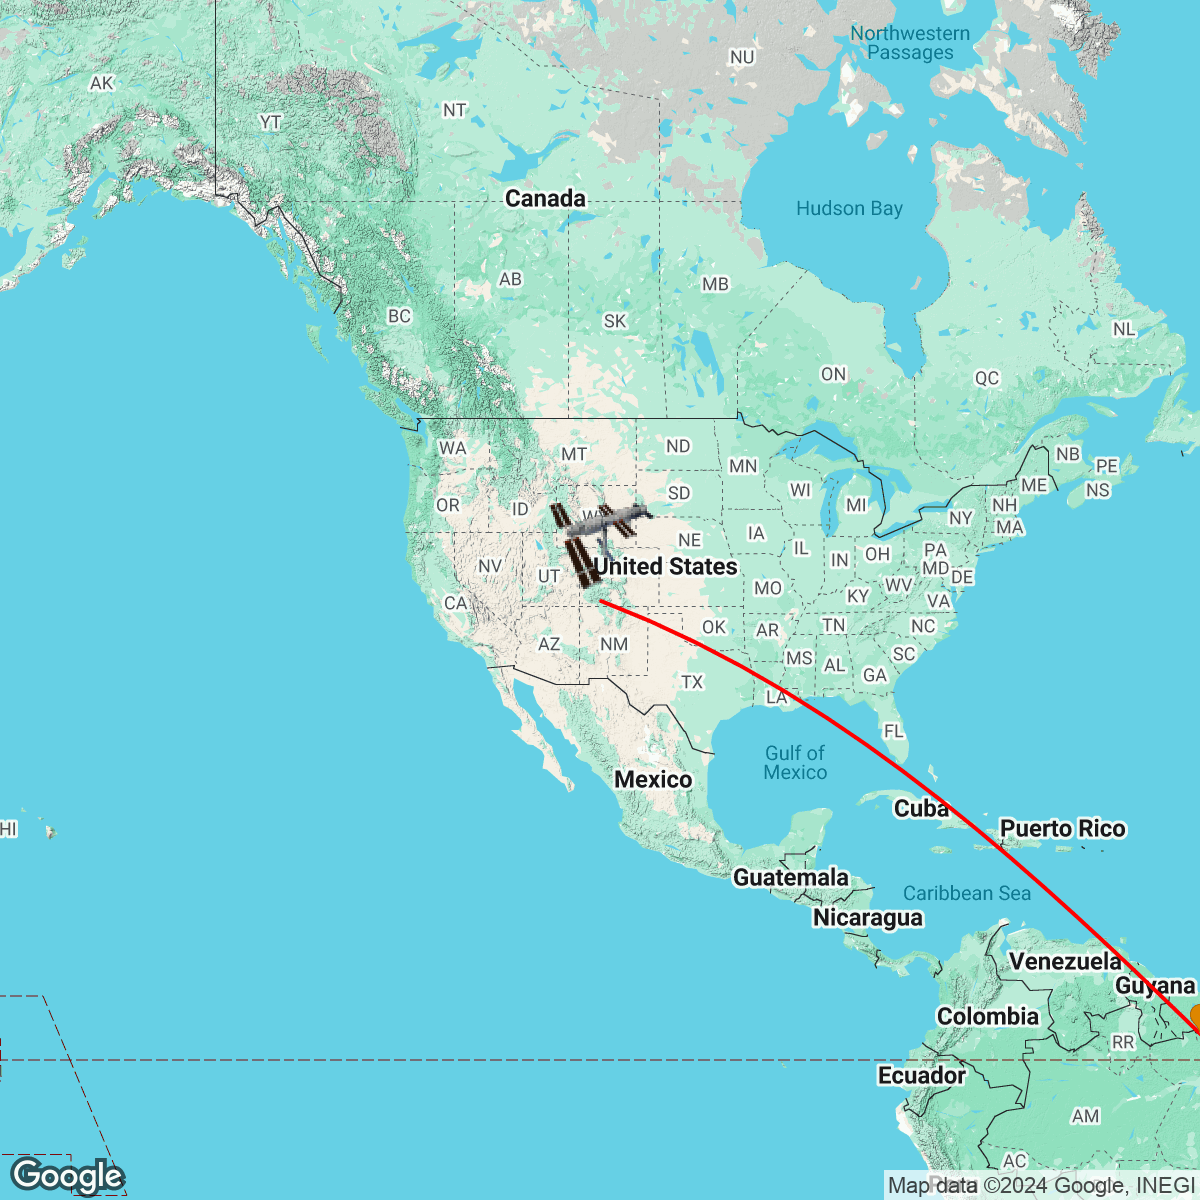 Northwestern
Passages
NU
AK
NT
YT
Canada
Hudson Bay
AB
MB
BC
SK
NL
ON
QC
WA
MT
ND
MN
NB
PE
ME
NS
OR
ID
SD
WI
MI
NH
NY
MA
NE
IA
IL
IN
OH
PA
NV
UT
United States
MD
DE
MO
KY
WV
VA
CA
OK
AR
TN
NC
AZ
NM
MS
AL
SC
GA
TX
LA
FL
Gulf of
Mexico
Mexico
HI
Cuba
Puerto Rico
Guatemala
Caribbean Sea
Nicaragua
Venezuela
Guyana
Colombia
RR
Ecuador
AM
AC
Google
Map data ©2024 Google, INEGI